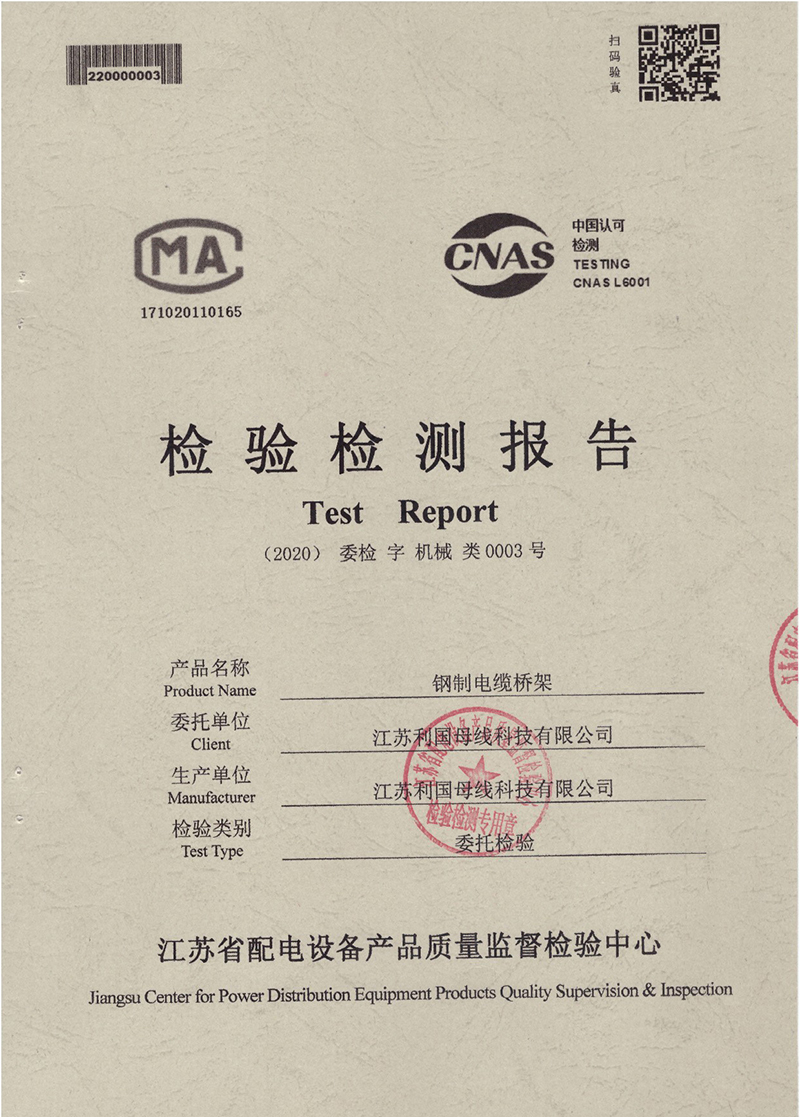 220000003
扫码验真
MA
171020110165
CNAS
中国认可
检测
TESTING
CNAS L6001
检验检测报告
Test Report
（2020） 委检 字 机械 类0003 号
产品名称
Product Name
钢制电缆桥架
委托单位
Client
江苏利国母线科技有限公司
生产单位
Manufacturer
江苏利国母线科技有限公司
检验类别
Test Type
委托检验
检验检测专用章
江苏省配电设备产品质量监督检验中心
Jiangsu Center for Power Distribution Equipment Products Quality Supervision & Inspection